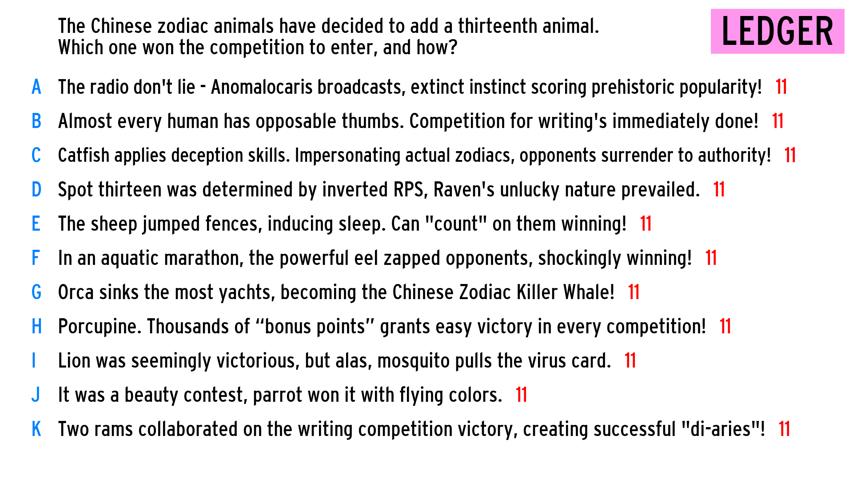 The Chinese zodiac animals have decided to add a thirteenth animal.
Which one won the competition to enter, and how?
LEDGER
A The radio don't lie - Anomalocaris broadcasts, extinct instinct scoring prehistoric popularity! 11
B Almost every human has opposable thumbs. Competition for writing's immediately done! 11
C Catfish applies deception skills. Impersonating actual zodiacs, opponents surrender to authority! 11
D Spot thirteen was determined by inverted RPS, Raven's unlucky nature prevailed. 11
E The sheep jumped fences, inducing sleep. Can "count" on them winning! 11
F In an aquatic marathon, the powerful eel zapped opponents, shockingly winning! 11
G Orca sinks the most yachts, becoming the Chinese Zodiac Killer Whale! 11
H Porcupine. Thousands of “bonus points” grants easy victory in every competition! 11
I Lion was seemingly victorious, but alas, mosquito pulls the virus card. 11
J It was a beauty contest, parrot won it with flying colors. 11
K Two rams collaborated on the writing competition victory, creating successful "di-aries"! 11